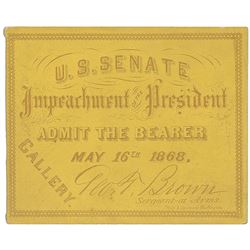 U.S. SENATE
Impeachment OF THE President
ADMIT THE BEARER
MAY 16TH 1868.
GALLERY.
Geo. T. Brown
Sergeant-at-Arms.